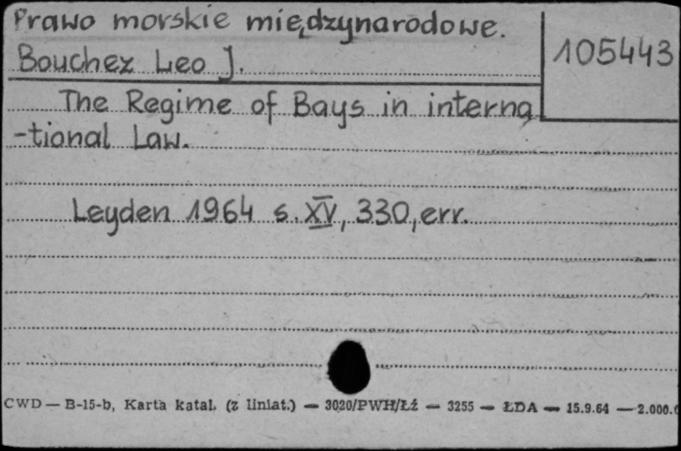 Prawo morskie międzynarodowe.
105443
Bouchez Leo J.
The Regime of Bays in interna
-tional Law.
Leyden 1964 s. XV, 330, err.
CWD — B-15-b, Karta katal. (z liniat.) — 3020/PWH/Łź — 3255 — ŁDA — 15.9.64 — 2.000.0